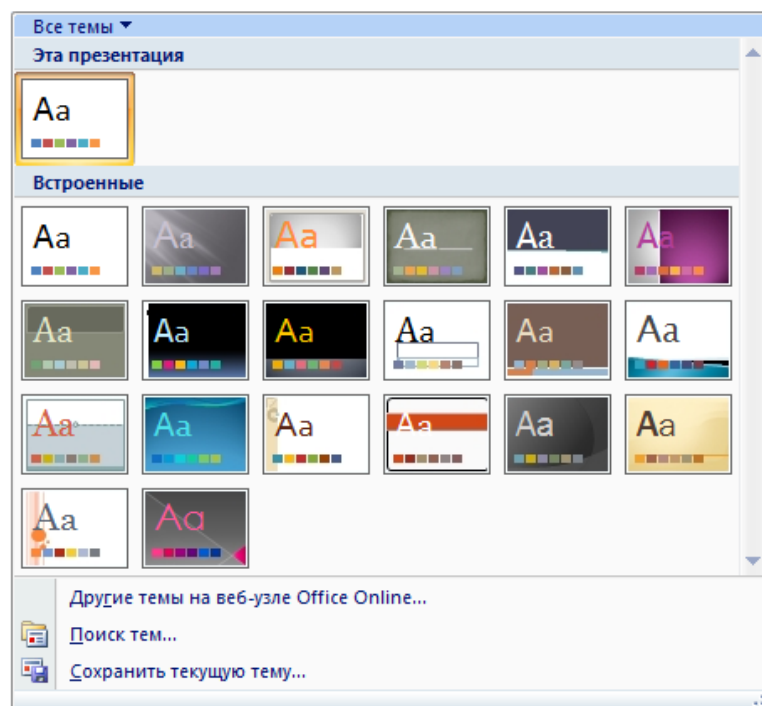 Все темы
Эта презентация
Aa
Встроенные
Aa Aa Aa Aa Aa Aa
Aa Aa Aa Aa Aa Aa
Aa Aa Aa Aa Aa Aa
Aa Aa
Другие темы на веб-узле Office Online...
Поиск тем...
Сохранить текущую тему...